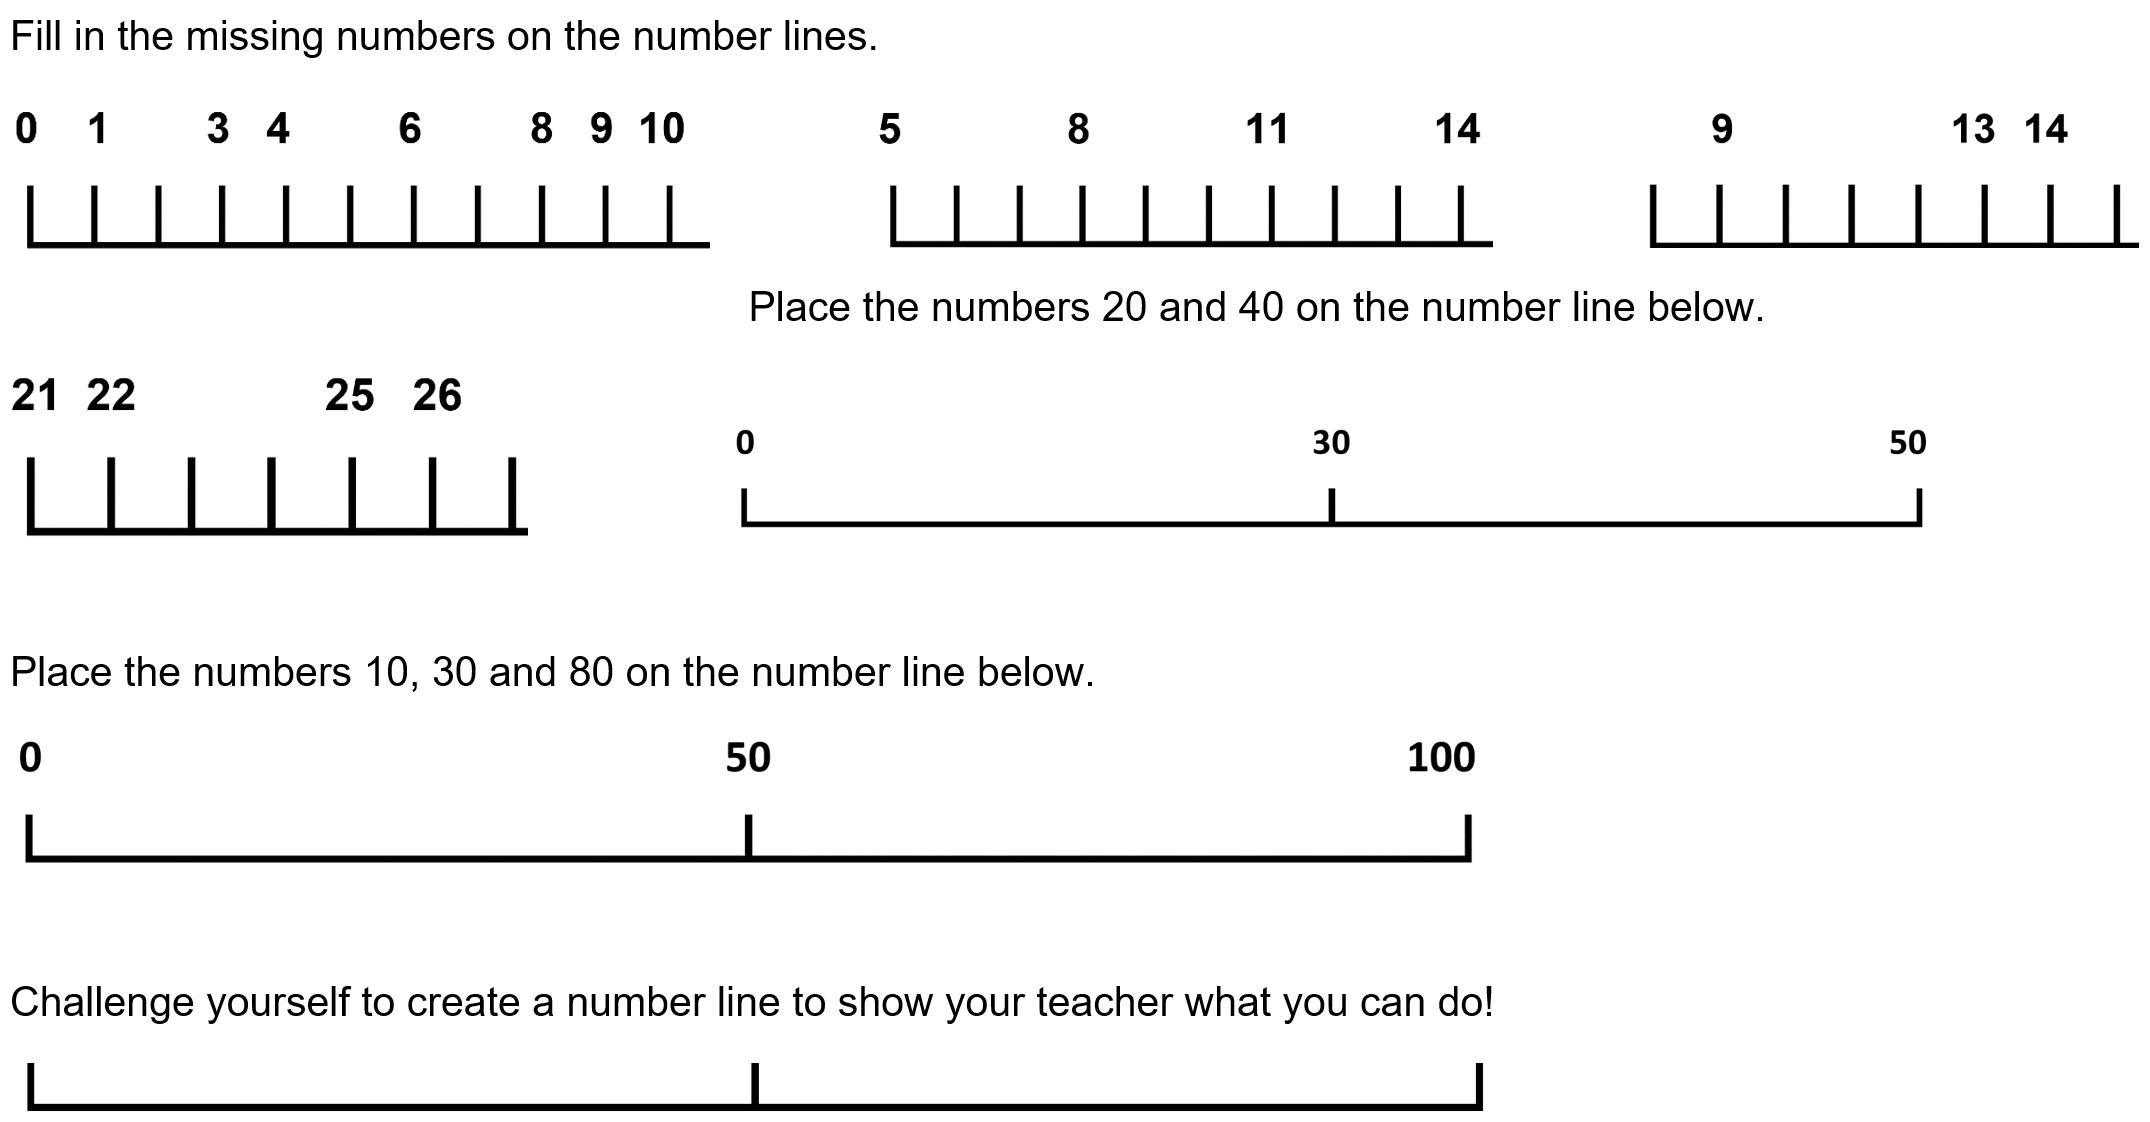 Fill in the missing numbers on the number lines.
0 1 3 4 6 8 9 10
5 8 11 14
9 13 14
Place the numbers 20 and 40 on the number line below.
21 22 25 26
0 30 50
Place the numbers 10, 30 and 80 on the number line below.
0 50 100
Challenge yourself to create a number line to show your teacher what you can do!